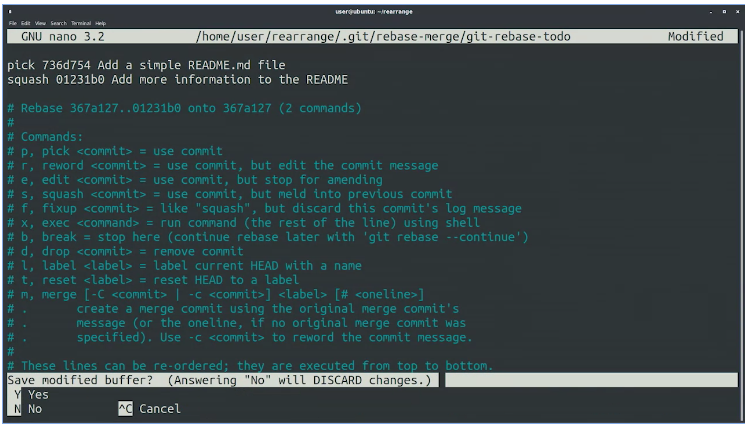 user@ubuntu: ~/rearrange
File Edit View Search Terminal Help
GNU nano 3.2 /home/user/rearrange/.git/rebase-merge/git-rebase-todo Modified
pick 736d754 Add a simple README.md file
squash 01231b0 Add more information to the README
# Rebase 367a127..01231b0 onto 367a127 (2 commands)
#
# Commands:
# p, pick <commit> = use commit
# r, reword <commit> = use commit, but edit the commit message
# e, edit <commit> = use commit, but stop for amending
# s, squash <commit> = use commit, but meld into previous commit
# f, fixup <commit> = like "squash", but discard this commit's log message
# x, exec <command> = run command (the rest of the line) using shell
# b, break = stop here (continue rebase later with 'git rebase --continue')
# d, drop <commit> = remove commit
# l, label <label> = label current HEAD with a name
# t, reset <label> = reset HEAD to a label
# m, merge [-C <commit> | -c <commit>] <label> [# <oneline>]
# . create a merge commit using the original merge commit's
# . message (or the oneline, if no original merge commit was
# . specified). Use -c <commit> to reword the commit message.
#
# These lines can be re-ordered; they are executed from top to bottom.
Save modified buffer? (Answering "No" will DISCARD changes.)
Y Yes
N No ^C Cancel